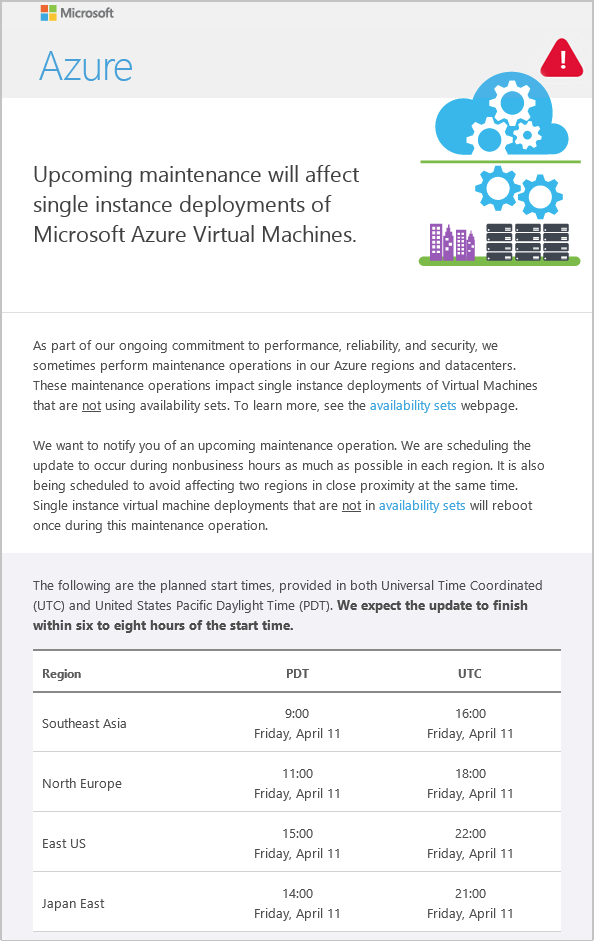 Microsoft
Azure
Upcoming maintenance will affect
single instance deployments of
Microsoft Azure Virtual Machines.
As part of our ongoing commitment to performance, reliability, and security, we
sometimes perform maintenance operations in our Azure regions and datacenters.
These maintenance operations impact single instance deployments of Virtual Machines
that are not using availability sets. To learn more, see the availability sets webpage.
We want to notify you of an upcoming maintenance operation. We are scheduling the
update to occur during nonbusiness hours as much as possible in each region. It is also
being scheduled to avoid affecting two regions in close proximity at the same time.
Single instance virtual machine deployments that are not in availability sets will reboot
once during this maintenance operation.
The following are the planned start times, provided in both Universal Time Coordinated
(UTC) and United States Pacific Daylight Time (PDT). We expect the update to finish
within six to eight hours of the start time.
Region PDT UTC
Southeast Asia 9:00 Friday, April 11 16:00 Friday, April 11
North Europe 11:00 Friday, April 11 18:00 Friday, April 11
East US 15:00 Friday, April 11 22:00 Friday, April 11
Japan East 14:00 Friday, April 11 21:00 Friday, April 11